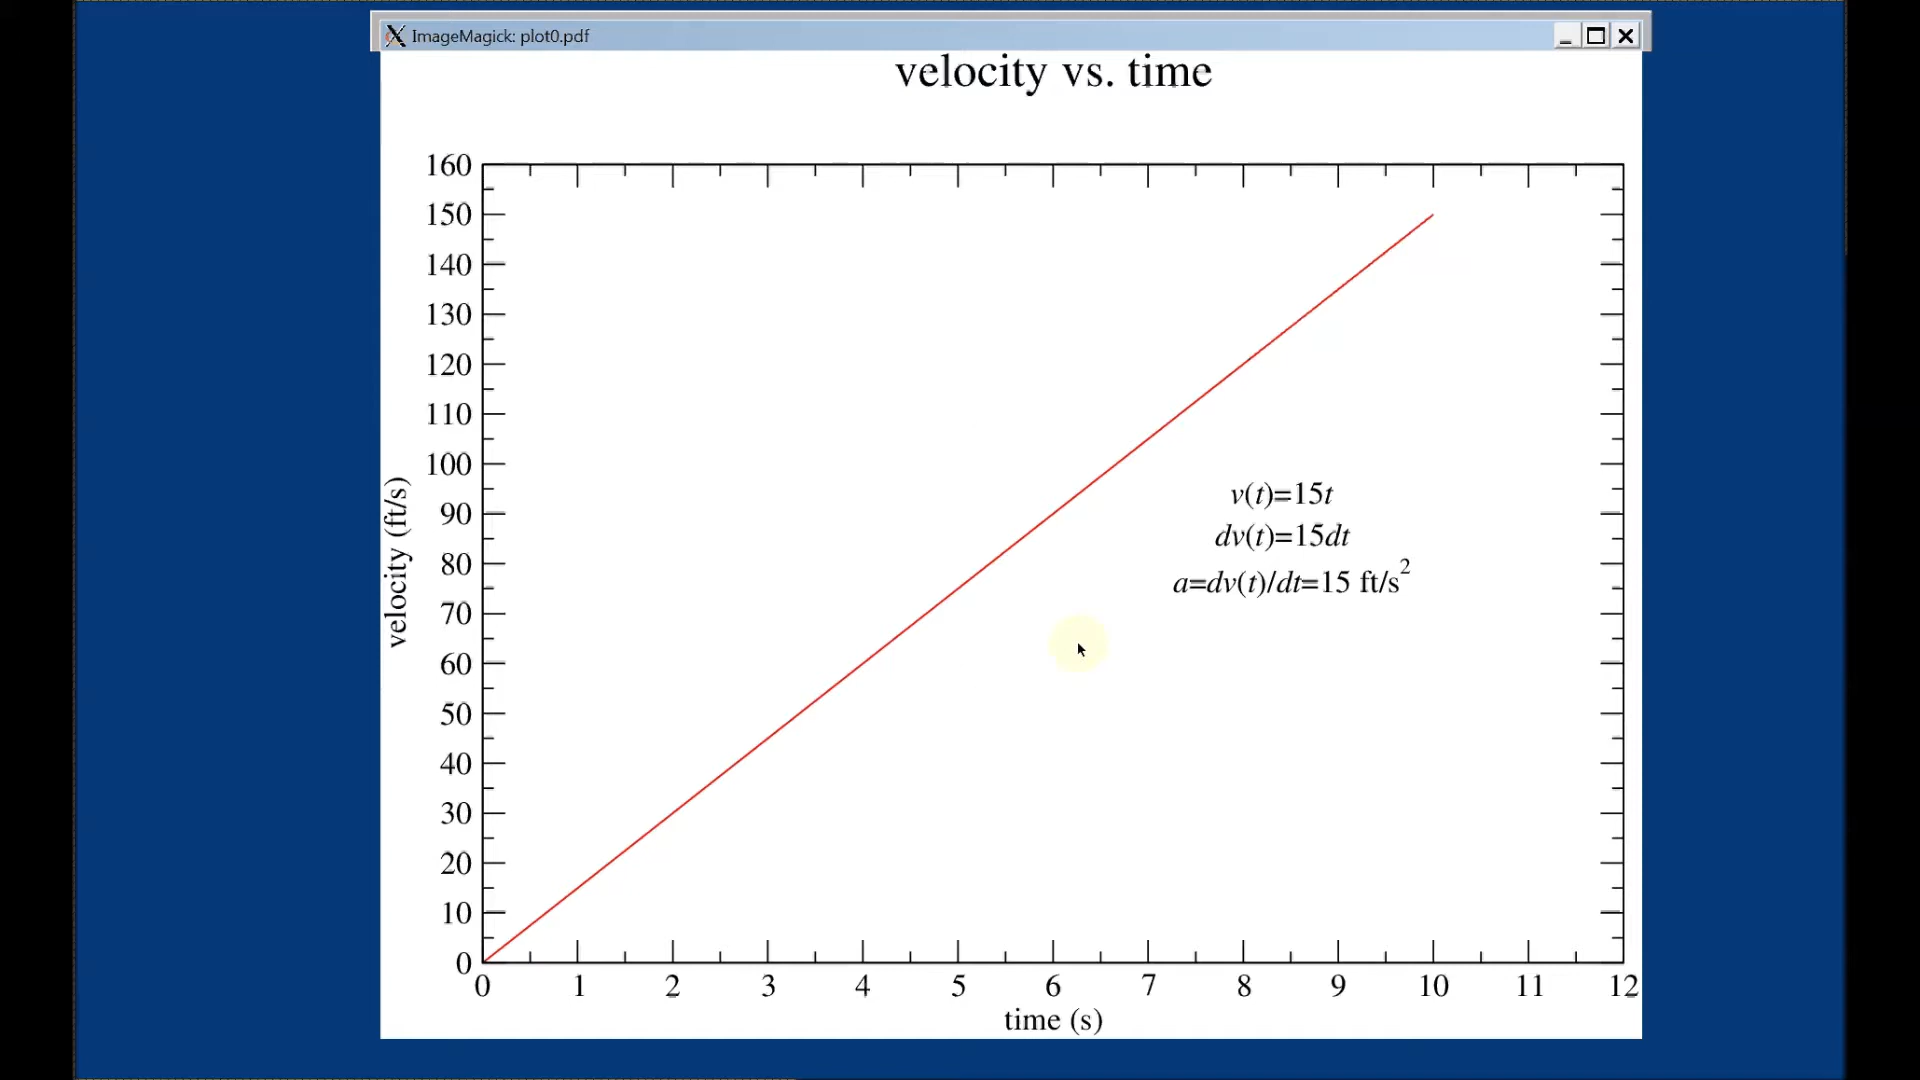 ImageMagick: plot0.pdf
velocity vs. time
160
150
140
130
120
110
100
90
80
70
60
50
40
30
20
10
0
velocity (ft/s)
v(t)=15t
dv(t)=15dt
a=dv(t)/dt=15 ft/s²
0 1 2 3 4 5 6 7 8 9 10 11 12
time (s)